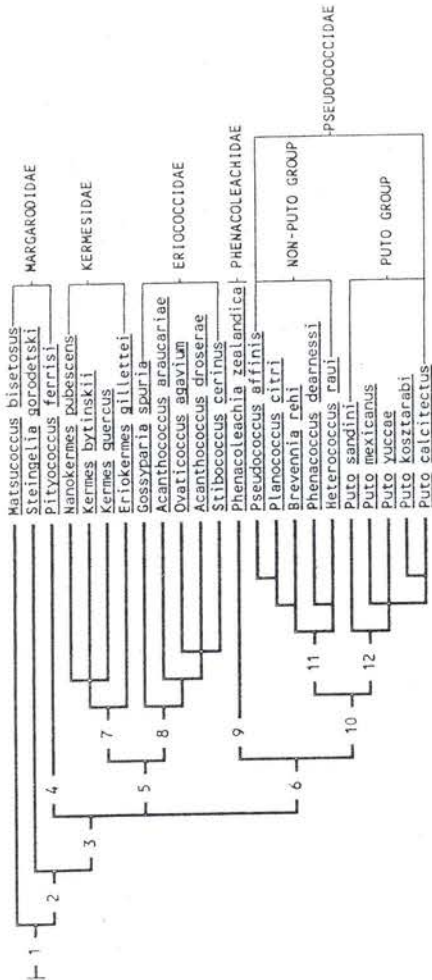 Matsucoccus bisetosus
Steingelia gorodetski
Pityococcus ferrisi
MARGARODIDAE
Nanokermes pubescens
Kermes bytinskii
Kermes quercus
Eriokermes gillettei
KERMESIDAE
Gossyparia spuria
Acanthococcus araucariae
Ovaticoccus agavium
Acanthococcus droserae
Stibococcus cerinus
ERIOCOCCIDAE
Phenacoleachia zealandica
PHENACOLEACHIDAE
Pseudococcus affinis
Planococcus citri
Brevennia rehi
Phenacoccus dearnessi
Heterococcus raui
NON-PUTO GROUP
Puto sandini
Puto mexicanus
Puto yuccae
Puto kosztarabi
Puto calcitectus
PUTO GROUP
PSEUDOCOCCIDAE
1
2
3
4
5
6
7
8
9
10
11
12